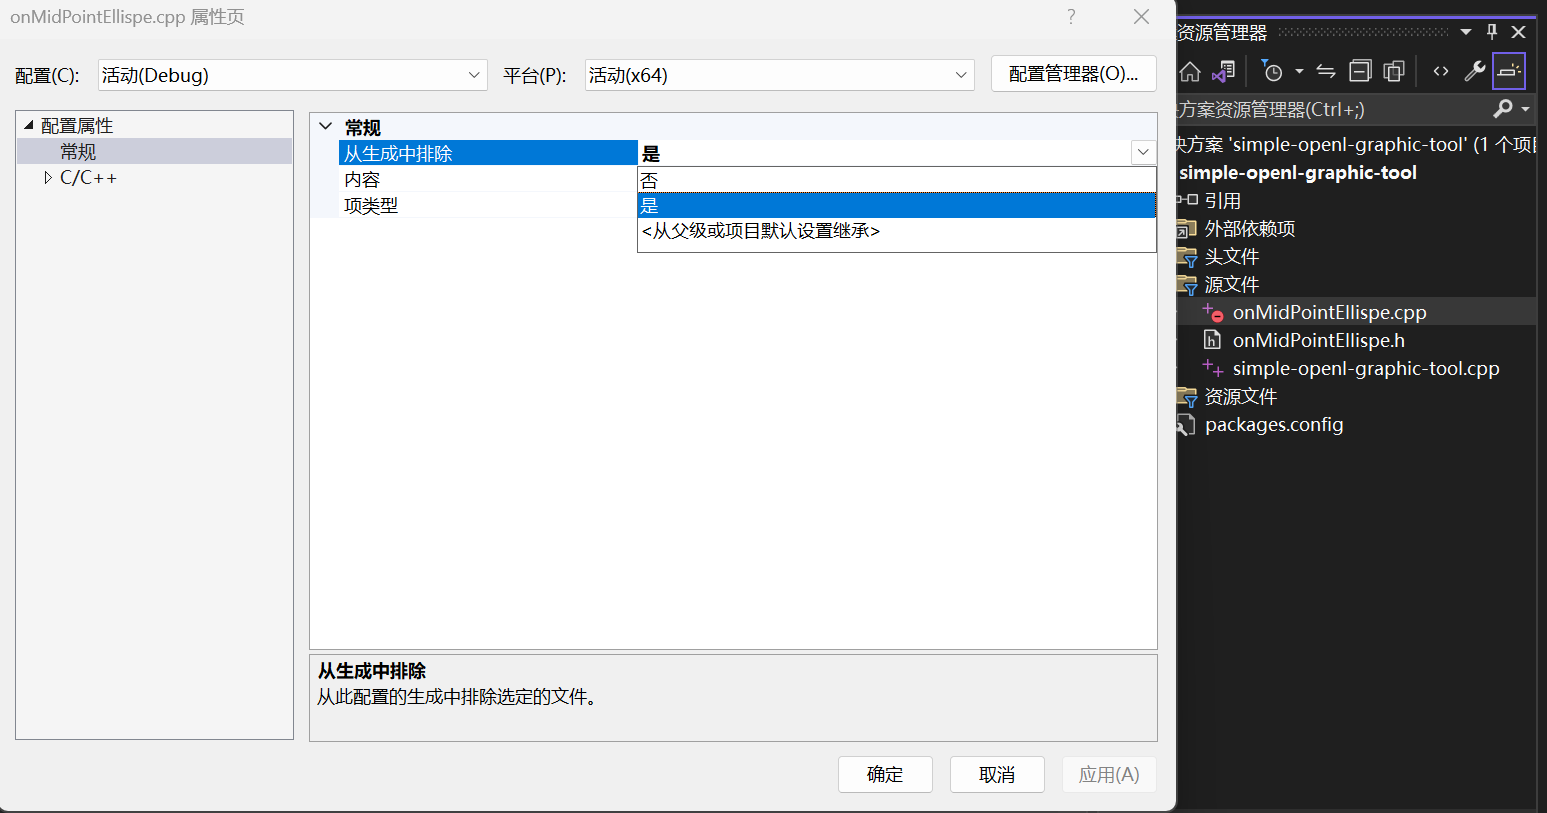 onMidPointEllispe.cpp 属性页
?
配置(C):
活动(Debug)
平台(P):
活动(x64)
配置管理器(O)...
配置属性
常规
C/C++
常规
从生成中排除
是
内容
否
项类型
是
<从父级或项目默认设置继承>
从生成中排除
从此配置的生成中排除选定的文件。
确定
取消
应用(A)
资源管理器
方案资源管理器(Ctrl+;)
决方案 'simple-openl-graphic-tool' (1 个项目
simple-openl-graphic-tool
引用
外部依赖项
头文件
源文件
onMidPointEllispe.cpp
onMidPointEllispe.h
simple-openl-graphic-tool.cpp
资源文件
packages.config